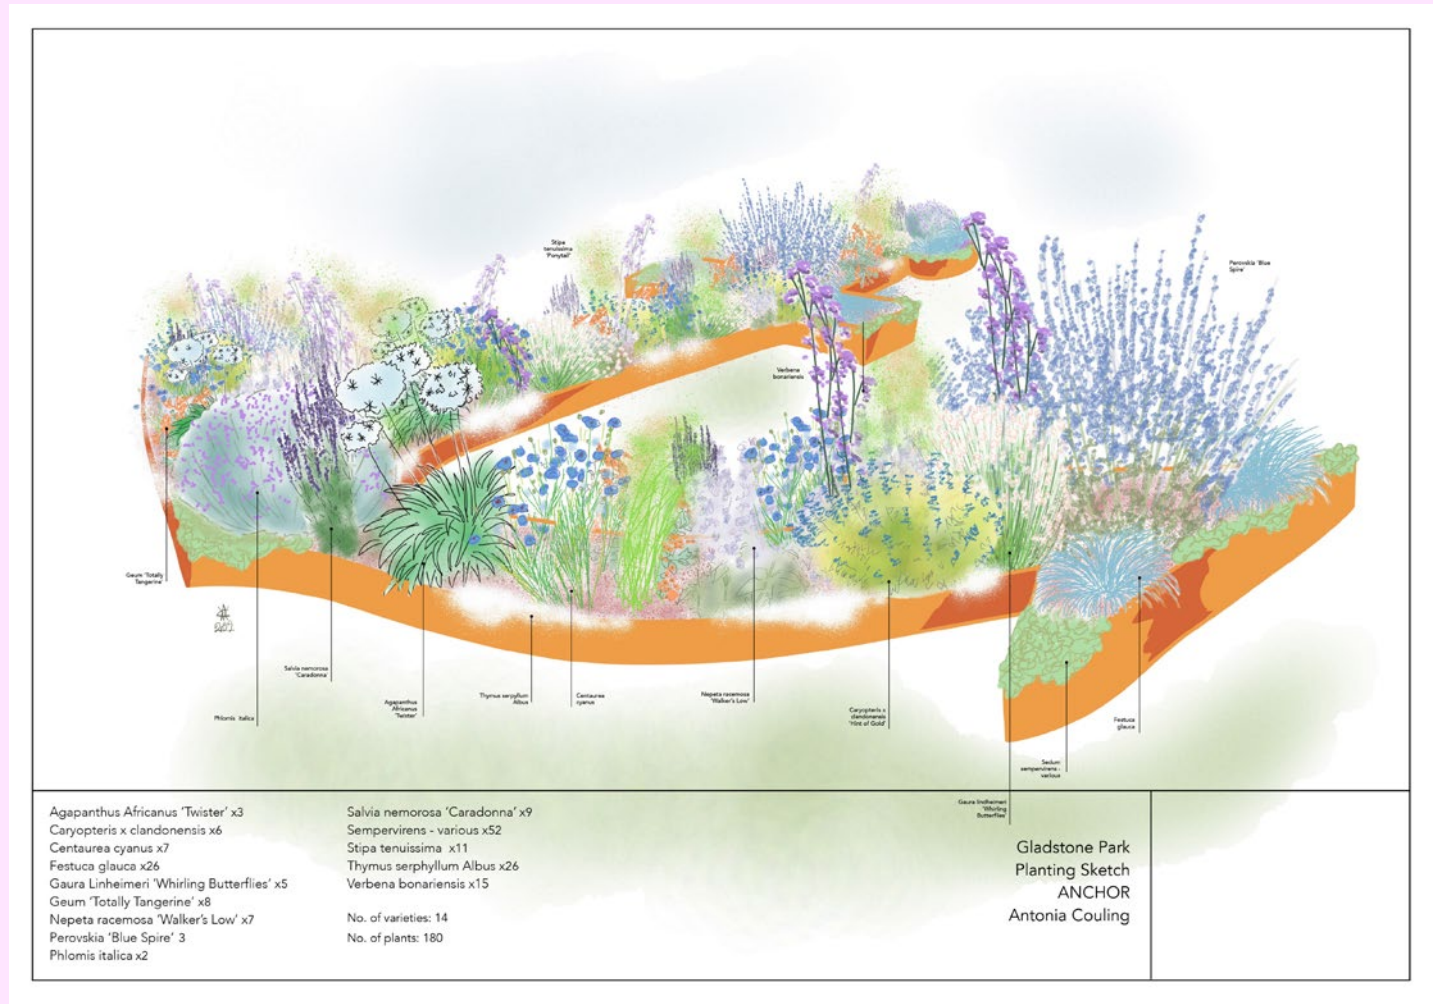 Stipa
tenuissima
'Ponytail'
Perovskia 'Blue
Spire'
Verbena
bonariensis
Geum 'Totally
Tangerine'
Salvia nemorosa
'Caradonna'
Phlomis italica
Agapanthus
Africanus
'Twister'
Thymus serpyllum
Albus
Centaurea
cyanus
Nepeta racemosa
'Walker's Low'
Caryopteris x
clandonensis
'Hint of Gold'
Festuca
glauca
Sedum
sempervirens -
various
Gaura lindheimeri
'Whirling
Butterflies'
Agapanthus Africanus 'Twister' x3
Caryopteris x clandonensis x6
Centaurea cyanus x7
Festuca glauca x26
Gaura Linheimeri 'Whirling Butterflies' x5
Geum 'Totally Tangerine' x8
Nepeta racemosa 'Walker's Low' x7
Perovskia 'Blue Spire' 3
Phlomis italica x2
Salvia nemorosa 'Caradonna' x9
Sempervirens - various x52
Stipa tenuissima x11
Thymus serphyllum Albus x26
Verbena bonariensis x15
No. of varieties: 14
No. of plants: 180
Gladstone Park
Planting Sketch
ANCHOR
Antonia Couling